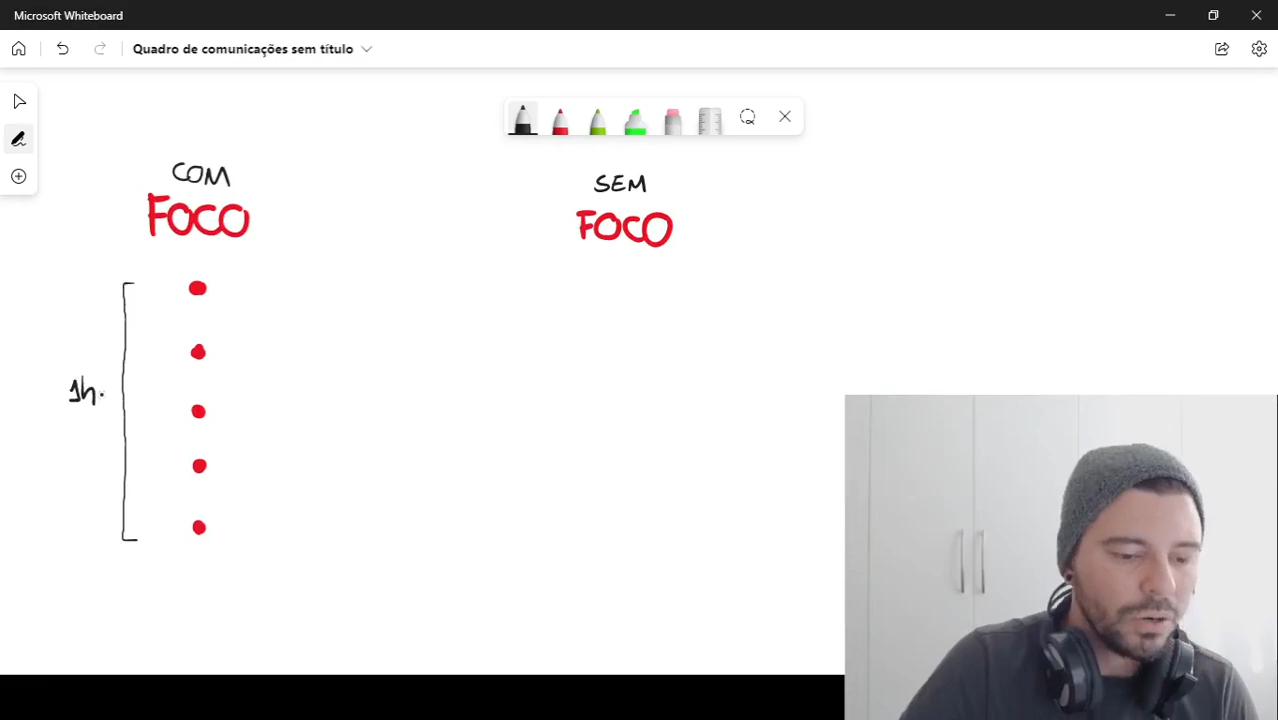 Microsoft Whiteboard
Quadro de comunicações sem título
COM
FOCO
SEM
FOCO
1h.